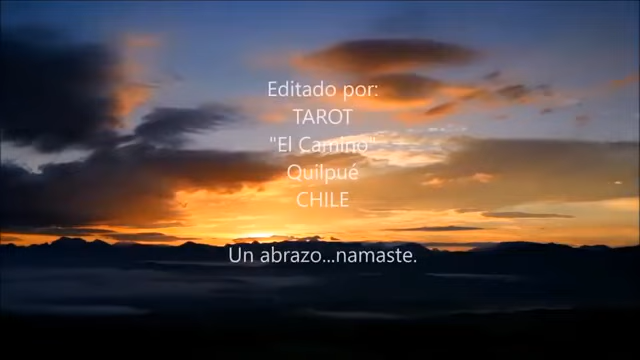 Editado por:
TAROT
"El Camino"
Quilpué
CHILE
Un abrazo...namaste.